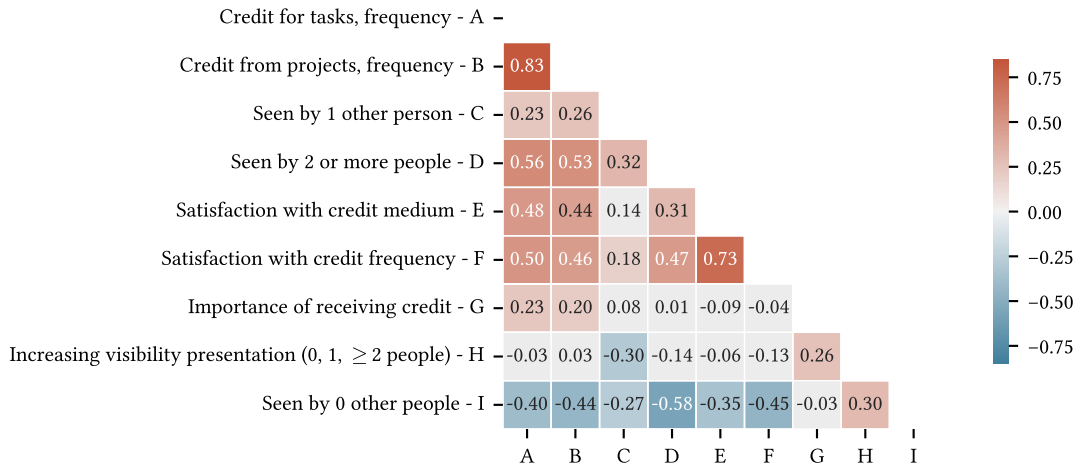 Credit for tasks, frequency - A
Credit from projects, frequency - B 0.83 0.75
Seen by 1 other person - C 0.23 0.26 0.50
Seen by 2 or more people - D 0.56 0.53 0.32 0.25
Satisfaction with credit medium - E 0.48 0.44 0.14 0.31 0.00
Satisfaction with credit frequency - F 0.50 0.46 0.18 0.47 0.73 −0.25
Importance of receiving credit - G 0.23 0.20 0.08 0.01 -0.09 -0.04 −0.50
Increasing visibility presentation (0, 1, ≥ 2 people) - H -0.03 0.03 -0.30 -0.14 -0.06 -0.13 0.26 −0.75
Seen by 0 other people - I -0.40 -0.44 -0.27 -0.58 -0.35 -0.45 -0.03 0.30
A B C D E F G H I